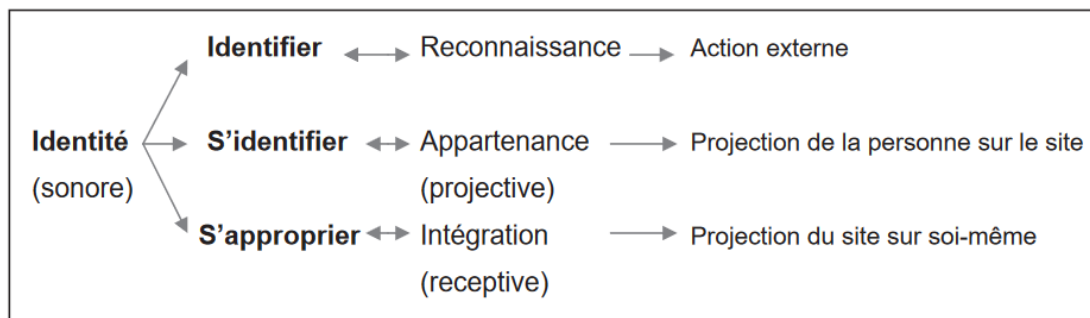 Identifier Reconnaissance Action externe
Identité S'identifier Appartenance Projection de la personne sur le site
(sonore) (projective)
S'approprier Intégration Projection du site sur soi-même
(receptive)